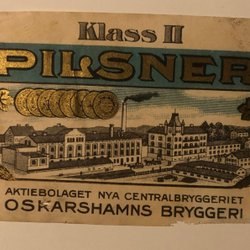 Klass II
PILSNER
AKTIEBOLAGET NYA CENTRALBRYGGERIET
OSKARSHAMNS BRYGGERI